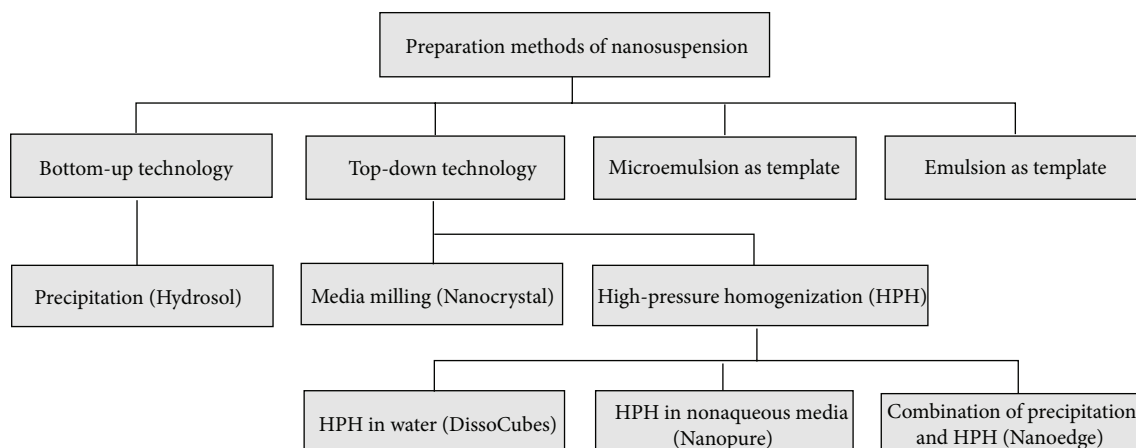 Preparation methods of nanosuspension
Bottom-up technology
Top-down technology
Microemulsion as template
Emulsion as template
Precipitation (Hydrosol)
Media milling (Nanocrystal)
High-pressure homogenization (HPH)
HPH in water (DissoCubes)
HPH in nonaqueous media
(Nanopure)
Combination of precipitation
and HPH (Nanoedge)